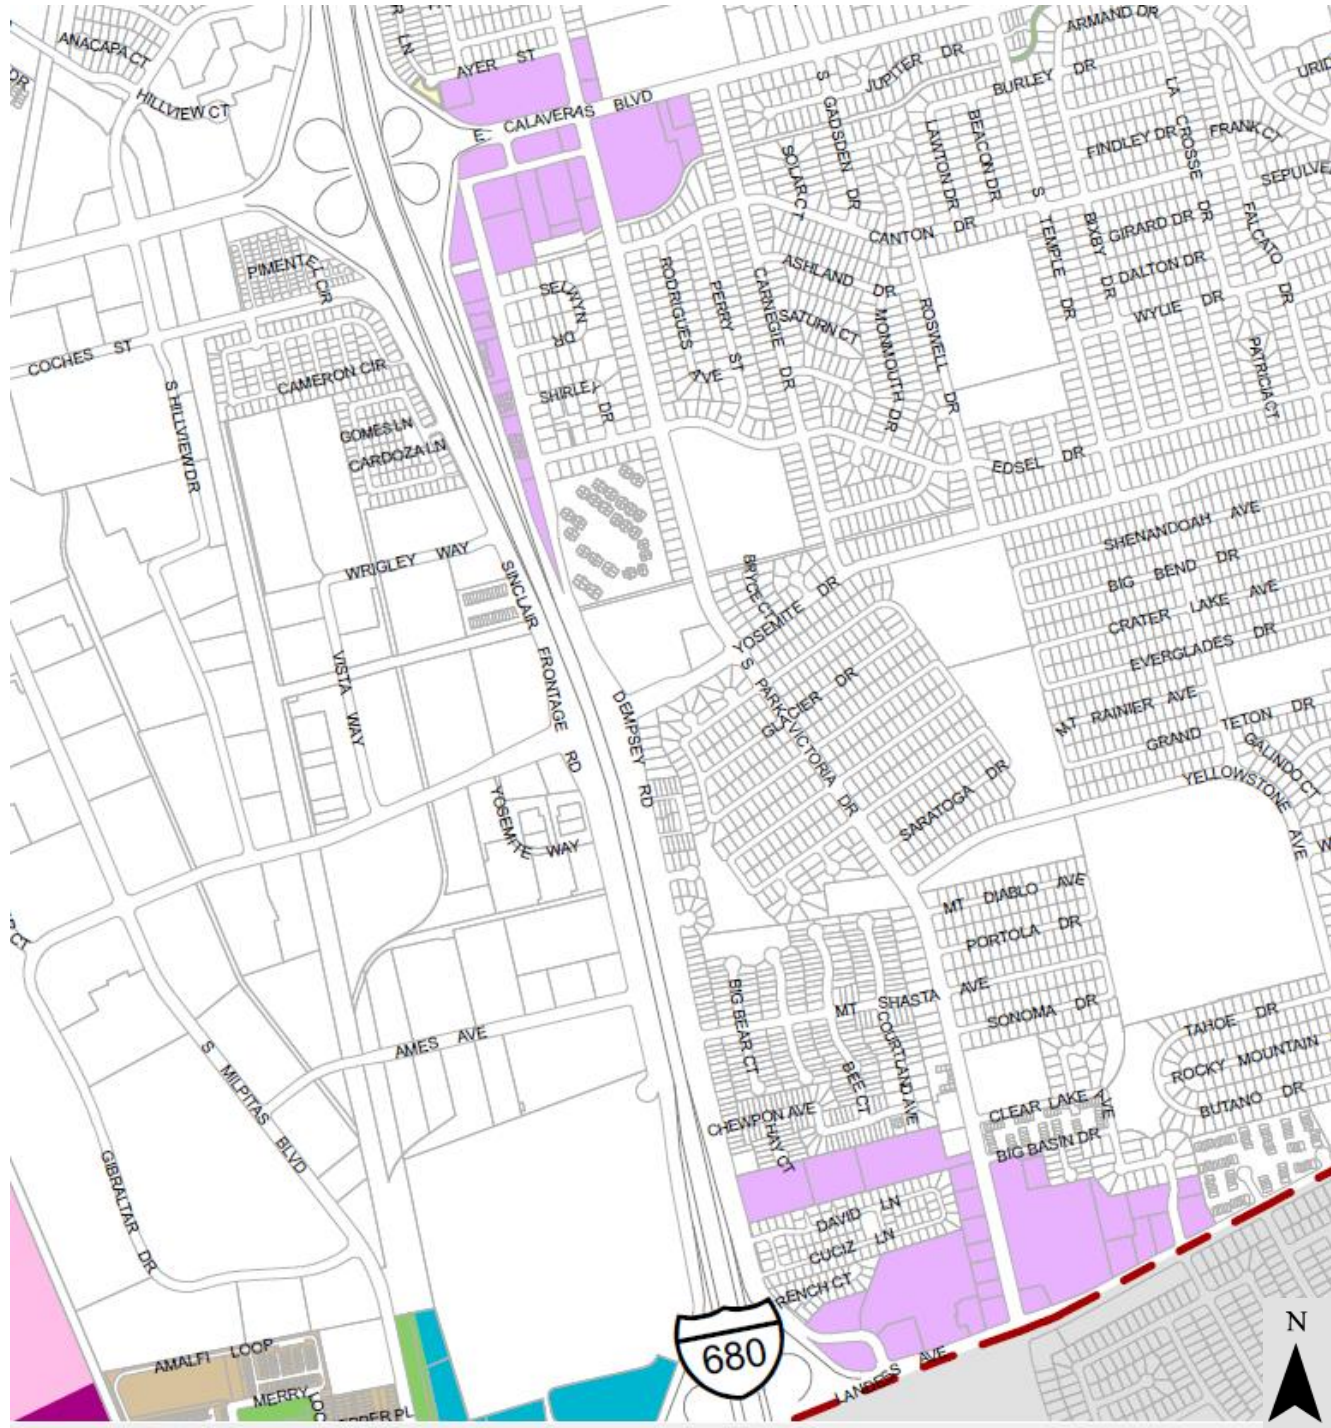 ARMAND DR
ANACAPA CT
AYER ST
JUPITER DR
BURLEY DR
HILLVIEW CT
E CALAVERAS BLVD
S GADSDEN DR
LA CROSSE DR
LAWTON DR
BEACON DR
FINDLEY DR
FRANK CT
SOLAR CT
S TEMPLE DR
BIXBY DR
GIRARD DR
FALCATO DR
CANTON DR
PIMENTEL CIR
SELWYN DR
RODRIGUES AVE
PERRY ST
CARNEGIE DR
ASHLAND DR
DALTON DR
WYLIE DR
SATURN CT
MONMOUTH DR
ROSWELL DR
COCHES ST
S HILLVIEW DR
CAMERON CIR
SHIRLEY DR
PATRICIA CT
GOMES LN
CARDOZA LN
EDSEL DR
SHENANDOAH AVE
WRIGLEY WAY
SINCLAIR FRONTAGE RD
BRYCE CT
YOSEMITE DR
BIG BEND DR
CRATER LAKE AVE
EVERGLADES DR
VISTA WAY
DEMPSEY RD
S PARK VICTORIA DR
GLACIER DR
MT RAINIER AVE
GRAND TETON DR
GALINDO CT
YELLOWSTONE AVE
SARATOGA DR
YOSEMITE WAY
MT DIABLO AVE
PORTOLA DR
BIG BEAR CT
MT SHASTA AVE
SONOMA DR
COURTLAND AVE
TAHOE DR
AMES AVE
S MILPITAS BLVD
BEE CT
ROCKY MOUNTAIN
BUTANO DR
CLEAR LAKE AVE
CHEWPON AVE
HAY CT
BIG BASIN DR
GIBRALTAR DR
DAVID LN
CUCIZ LN
RENCH CT
680
N
AMALFI LOOP
LANDESS AVE
MERRY LOO
PPER PL